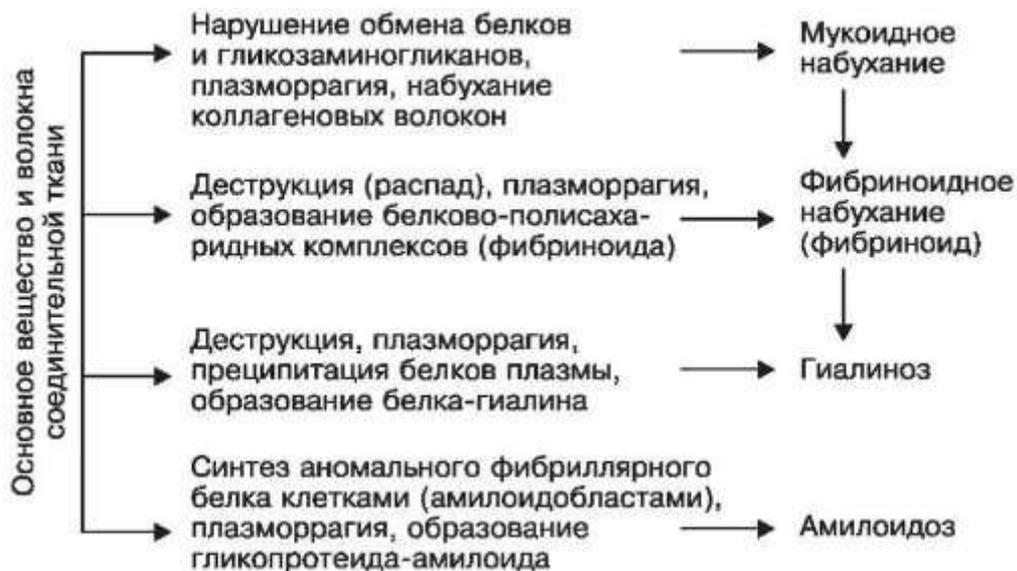 Основное вещество и волокна
соединительной ткани
Нарушение обмена белков
и гликозаминогликанов,
плазморрагия, набухание
коллагеновых волокон
Мукоидное
набухание
Деструкция (распад), плазморрагия,
образование белково-полисаха-
ридных комплексов (фибриноида)
Фибриноидное
набухание
(фибриноид)
Деструкция, плазморрагия,
преципитация белков плазмы,
образование белка-гиалина
Гиалиноз
Синтез аномального фибриллярного
белка клетками (амилоидобластами),
плазморрагия, образование
гликопротеида-амилоида
Амилоидоз